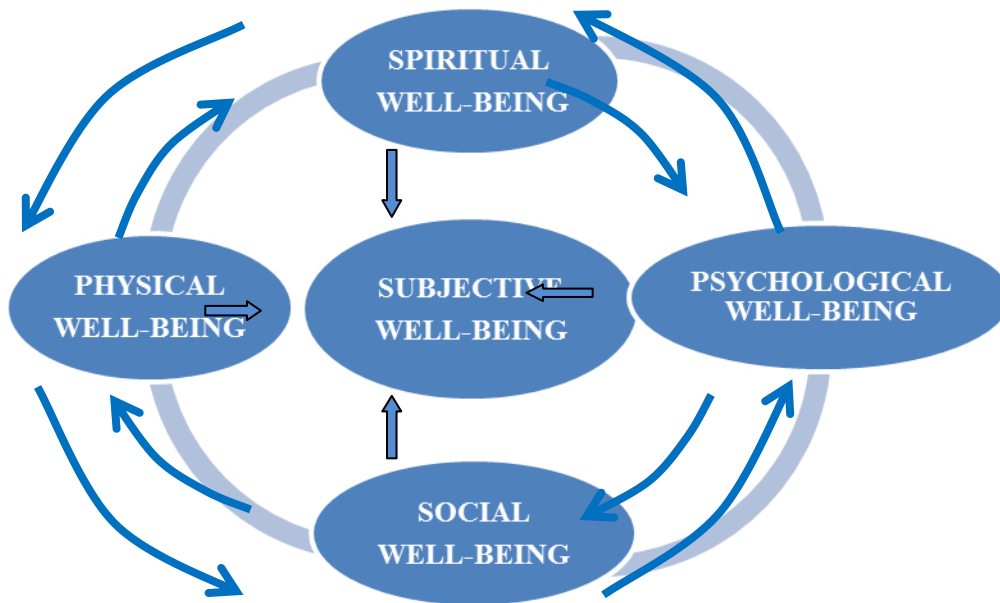 SPIRITUAL
WELL-BEING
PHYSICAL
WELL-BEING
SUBJECTIVE
WELL-BEING
PSYCHOLOGICAL
WELL-BEING
SOCIAL
WELL-BEING